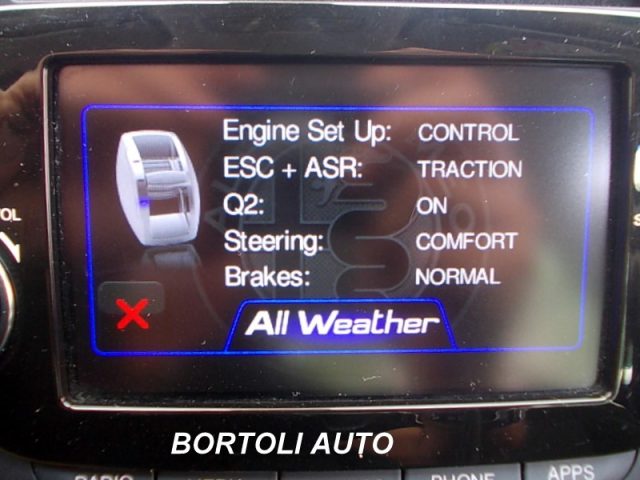 Engine Set Up: CONTROL
ESC + ASR: TRACTION
Q2: ON
Steering: COMFORT
Brakes: NORMAL
All Weather
BORTOLI AUTO
RADIO PHONE APPS